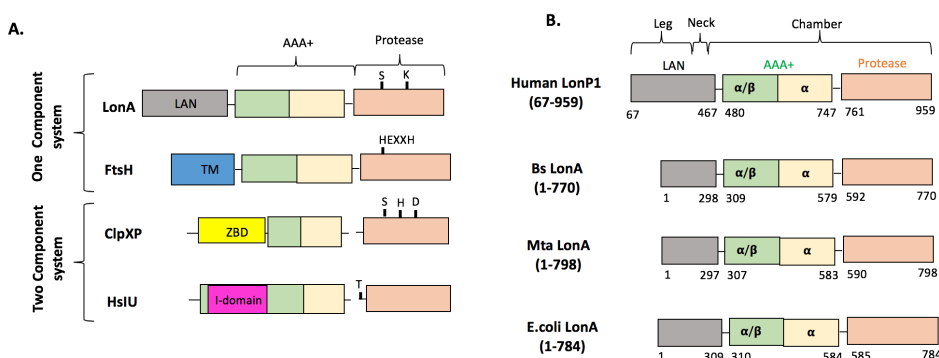 A.
AAA+
Protease
One Component
system
LonA
LAN
S K
FtsH
TM
HEXXH
Two Component
system
ClpXP
ZBD
S H D
HslU
I-domain
T
B.
Leg Neck Chamber
LAN AAA+ Protease
Human LonP1
(67-959)
α/β α
67 467 480 747 761 959
Bs LonA
(1-770)
α/β α
1 298 309 579 592 770
Mta LonA
(1-798)
α/β α
1 297 307 583 590 798
E.coli LonA
(1-784)
α/β α
1 309 310 584 585 784